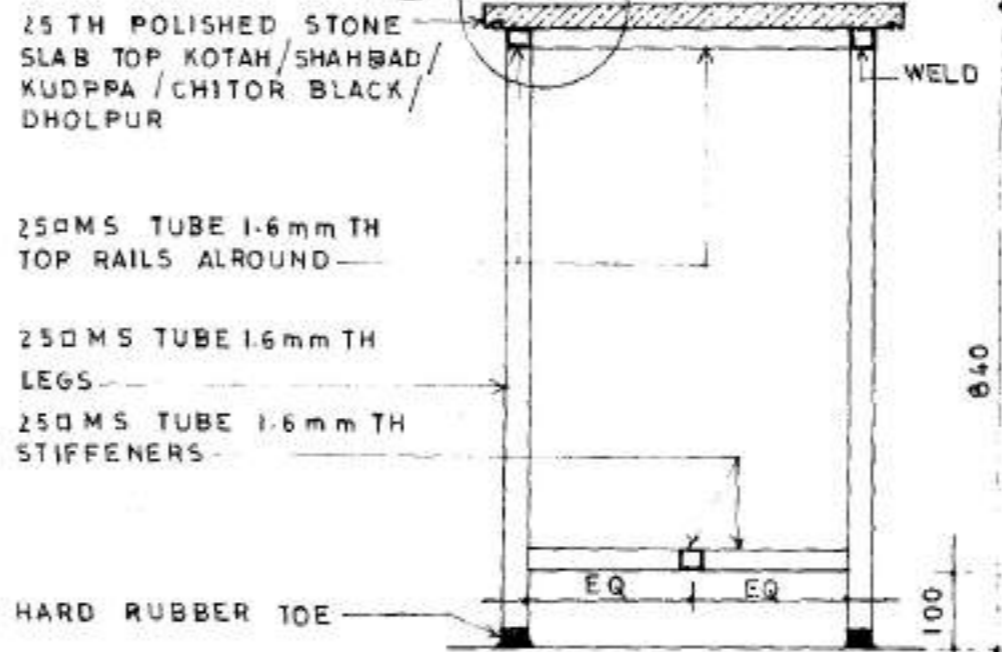 25 TH POLISHED STONE
SLAB TOP KOTAH/SHAHBAD/
KUDPPA / CHITOR BLACK/
DHOLPUR
WELD
25□MS TUBE 1.6mm TH
TOP RAILS ALROUND
25□MS TUBE 1.6mm TH
LEGS
25□MS TUBE 1.6mm TH
STIFFENERS
840
EQ EQ
100
HARD RUBBER TOE